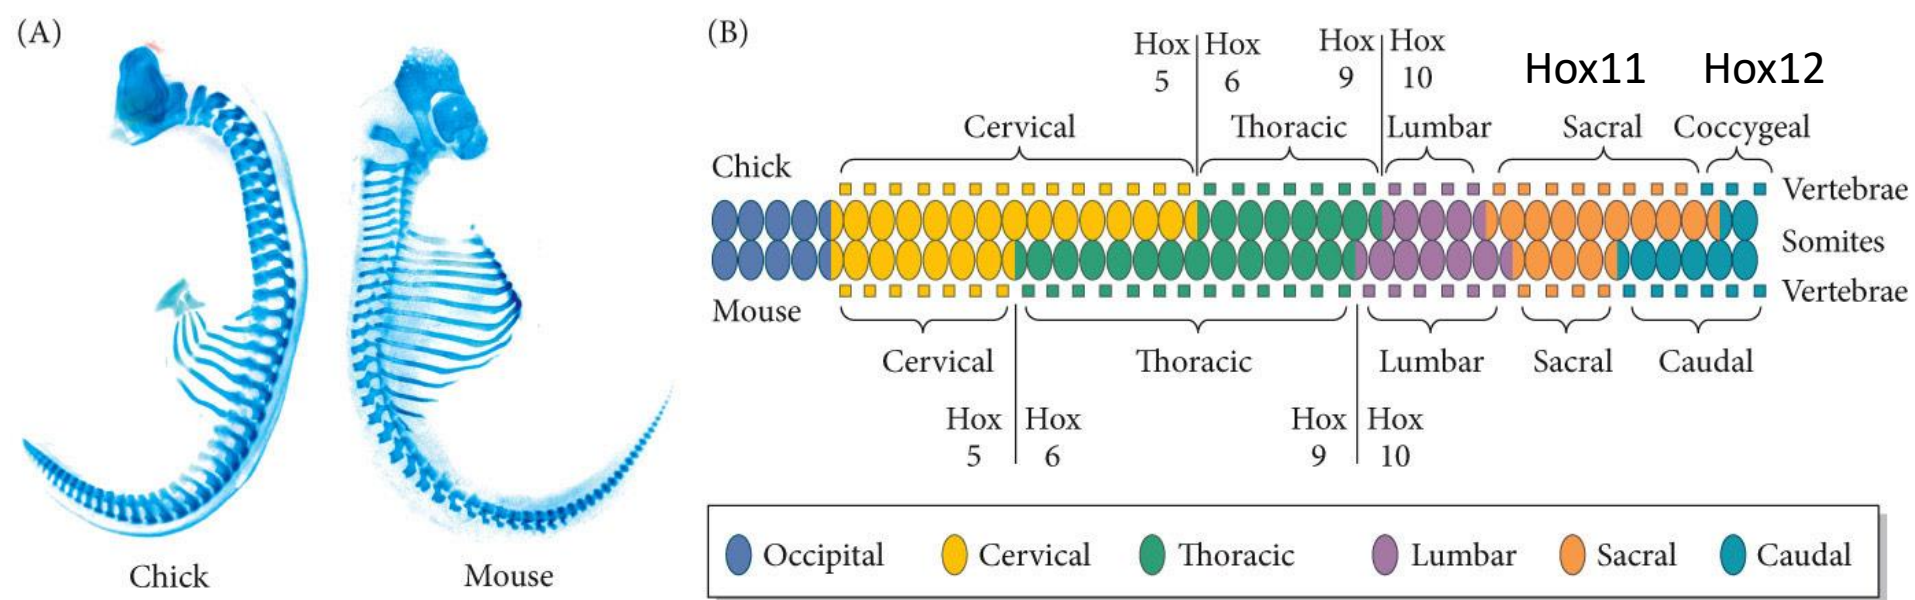 (A)
Chick
Mouse
(B)
Hox Hox
5 6
Hox Hox
9 10
Hox11 Hox12
Cervical Thoracic Lumbar Sacral Coccygeal
Chick
Vertebrae
Somites
Vertebrae
Mouse
Cervical Thoracic Lumbar Sacral Caudal
Hox Hox
5 6
Hox Hox
9 10
Occipital Cervical Thoracic Lumbar Sacral Caudal